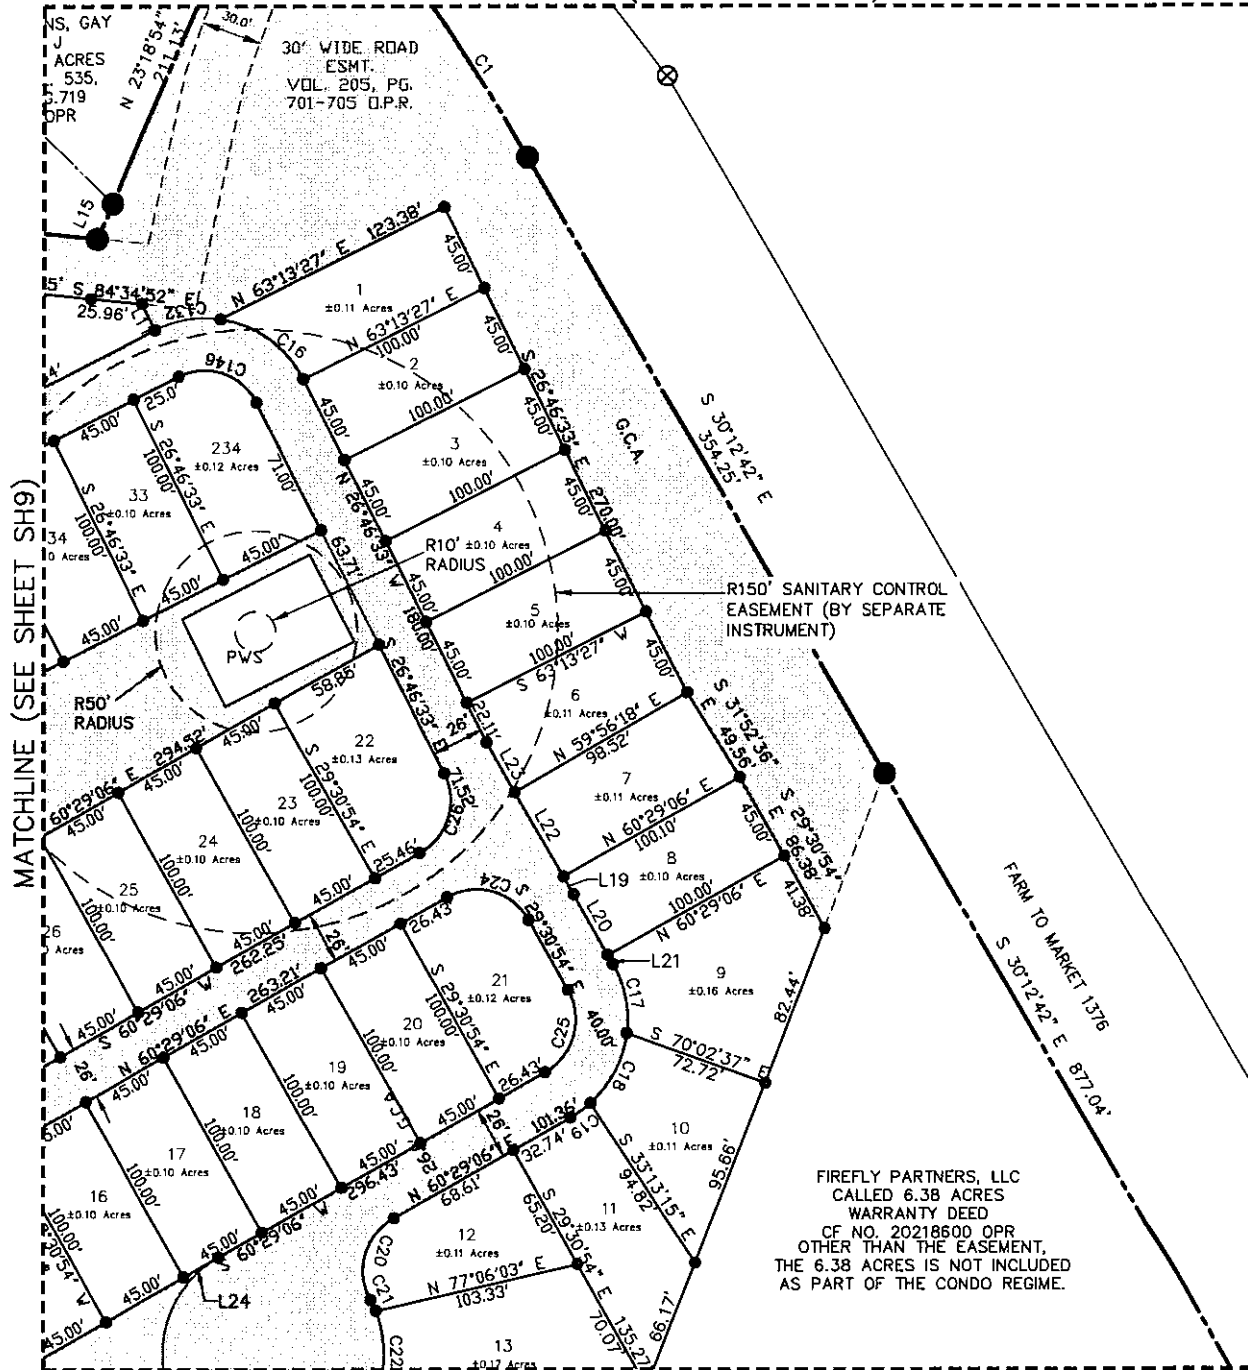 NS, GAY
J
ACRES
535,
G.719
OPR
N 23°18'54"
211.13'
30.0'
30' WIDE ROAD
ESMT.
VOL. 205, PG.
701-705 O.P.R.
C1
L15
S 84°34'52" E
25.96'
L1
C132
N 63°13'27" E 123.38'
1
±0.11 Acres
45.00'
N 63°13'27" E
100.00'
C16
2
±0.10 Acres
45.00'
45.00'
100.00'
C146
25.0'
45.00'
S 26°46'33" E
100.00'
234
±0.12 Acres
71.00'
3
±0.10 Acres
S 26°46'33" E
270.00'
45.00'
G.C.A.
S 30°12'42" E
354.25'
33
±0.10 Acres
S 26°46'33" E
100.00'
34
0 Acres
45.00'
45.00'
63.71'
N 26°46'33" W
180.00'
45.00'
100.00'
4
±0.10 Acres
R10'
RADIUS
45.00'
100.00'
45.00'
MATCHLINE (SEE SHEET SH9)
5
±0.10 Acres
R150' SANITARY CONTROL
EASEMENT (BY SEPARATE
INSTRUMENT)
45.00'
100.00'
S 63°13'27" W
45.00'
PWS
R50'
RADIUS
58.85'
S 26°46'33" E
71.52'
26'
22.11'
6
±0.11 Acres
N 59°56'18" E
98.52'
S 31°52'36" E
49.56'
60°29'06" E 294.52'
45.00'
45.00'
45.00'
22
±0.13 Acres
S 29°30'54" E
100.00'
L23
7
±0.11 Acres
N 60°29'06" E
100.10'
45.00'
S 29°30'54" E
86.38'
23
±0.10 Acres
100.00'
C26
L22
24
±0.10 Acres
100.00'
25.46'
8
±0.10 Acres
L19
41.38'
25
±0.10 Acres
100.00'
45.00'
C24
L20
100.00'
N 60°29'06" E
26
Acres
26.43'
S 29°30'54" E
40.00'
L21
45.00'
262.25'
26'
45.00'
21
±0.12 Acres
C17
9
±0.16 Acres
82.44'
45.00'
S 60°29'06" W
263.21'
N 60°29'06" E
45.00'
45.00'
S 29°30'54" E
100.00'
20
±0.10 Acres
C25
S 70°02'37" E
72.72'
FARM TO MARKET 1376
S 30°12'42" E 877.04'
26'
19
±0.10 Acres
100.00'
26.43'
C18
18
±0.10 Acres
100.00'
G.C.A.
45.00'
26'
101.36'
32.74'
C19
10
±0.11 Acres
95.66'
17
±0.10 Acres
100.00'
45.00'
26'
N 60°29'06" E
68.61'
S 33°13'15" E
94.82'
16
±0.10 Acres
100.00'
45.00'
296.43'
S 60°29'06" W
65.20'
S 29°30'54" E
135.27'
11
±0.13 Acres
FIREFLY PARTNERS, LLC
CALLED 6.38 ACRES
WARRANTY DEED
CF NO. 20218600 OPR
OTHER THAN THE EASEMENT,
THE 6.38 ACRES IS NOT INCLUDED
AS PART OF THE CONDO REGIME.
100.00'
45.00'
12
±0.11 Acres
C20
C21
N 77°06'03" E
103.33'
L24
45.00'
45.00'
C22
70.07'
66.17'
13
±0.17 Acres